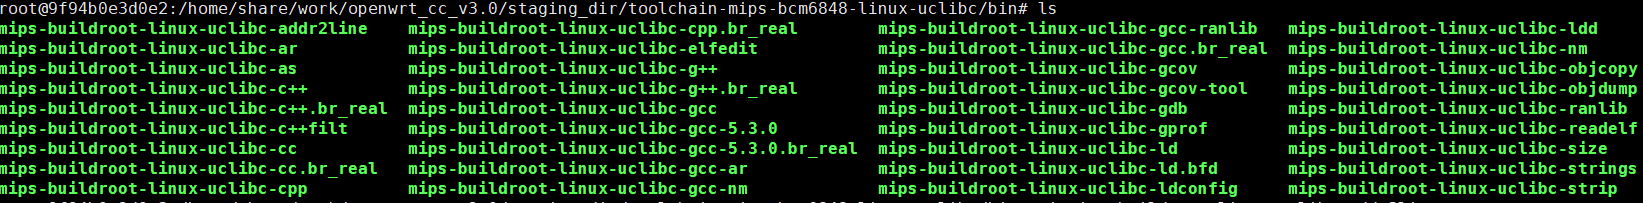 root@9f94b0e3d0e2:/home/share/work/openwrt_cc_v3.0/staging_dir/toolchain-mips-bcm6848-linux-uclibc/bin# ls
mips-buildroot-linux-uclibc-addr2line mips-buildroot-linux-uclibc-cpp.br_real mips-buildroot-linux-uclibc-gcc-ranlib mips-buildroot-linux-uclibc-ldd
mips-buildroot-linux-uclibc-ar mips-buildroot-linux-uclibc-elfedit mips-buildroot-linux-uclibc-gcc.br_real mips-buildroot-linux-uclibc-nm
mips-buildroot-linux-uclibc-as mips-buildroot-linux-uclibc-g++ mips-buildroot-linux-uclibc-gcov mips-buildroot-linux-uclibc-objcopy
mips-buildroot-linux-uclibc-c++ mips-buildroot-linux-uclibc-g++.br_real mips-buildroot-linux-uclibc-gcov-tool mips-buildroot-linux-uclibc-objdump
mips-buildroot-linux-uclibc-c++.br_real mips-buildroot-linux-uclibc-gcc mips-buildroot-linux-uclibc-gdb mips-buildroot-linux-uclibc-ranlib
mips-buildroot-linux-uclibc-c++filt mips-buildroot-linux-uclibc-gcc-5.3.0 mips-buildroot-linux-uclibc-gprof mips-buildroot-linux-uclibc-readelf
mips-buildroot-linux-uclibc-cc mips-buildroot-linux-uclibc-gcc-5.3.0.br_real mips-buildroot-linux-uclibc-ld mips-buildroot-linux-uclibc-size
mips-buildroot-linux-uclibc-cc.br_real mips-buildroot-linux-uclibc-gcc-ar mips-buildroot-linux-uclibc-ld.bfd mips-buildroot-linux-uclibc-strings
mips-buildroot-linux-uclibc-cpp mips-buildroot-linux-uclibc-gcc-nm mips-buildroot-linux-uclibc-ldconfig mips-buildroot-linux-uclibc-strip